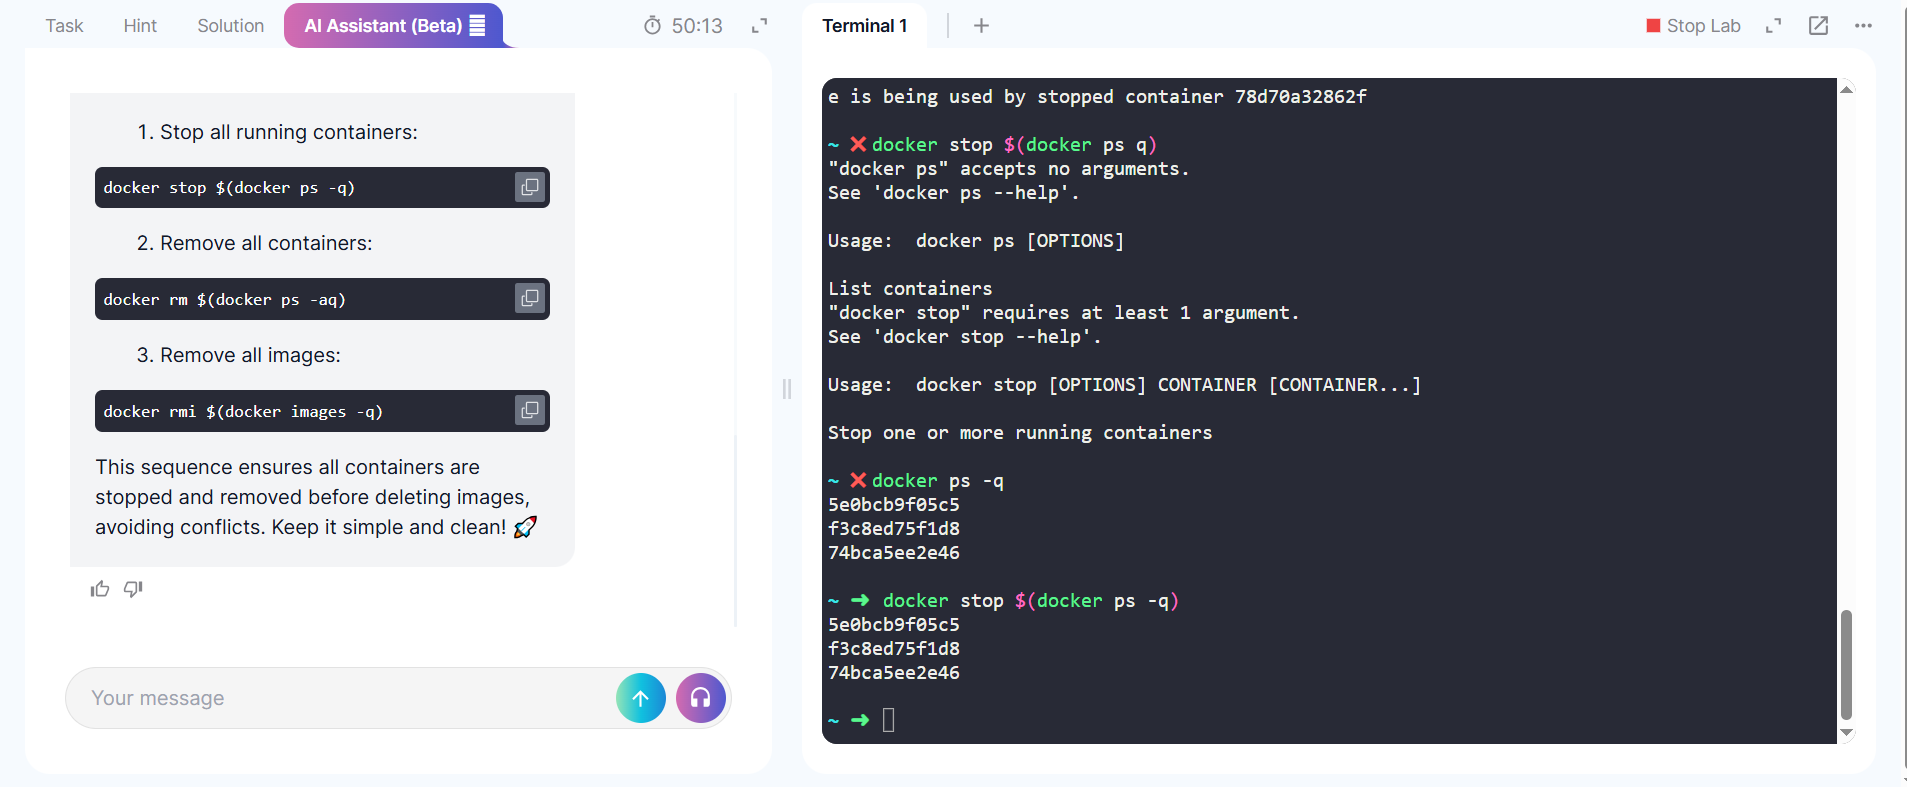 Task Hint Solution AI Assistant (Beta) 50:13
1. Stop all running containers:
docker stop $(docker ps -q)
2. Remove all containers:
docker rm $(docker ps -aq)
3. Remove all images:
docker rmi $(docker images -q)
This sequence ensures all containers are
stopped and removed before deleting images,
avoiding conflicts. Keep it simple and clean! 🚀
Your message
Terminal 1 + Stop Lab
e is being used by stopped container 78d70a32862f
~ ❌ docker stop $(docker ps q)
"docker ps" accepts no arguments.
See 'docker ps --help'.
Usage:  docker ps [OPTIONS]
List containers
"docker stop" requires at least 1 argument.
See 'docker stop --help'.
Usage:  docker stop [OPTIONS] CONTAINER [CONTAINER...]
Stop one or more running containers
~ ❌ docker ps -q
5e0bcb9f05c5
f3c8ed75f1d8
74bca5ee2e46
~ ➜ docker stop $(docker ps -q)
5e0bcb9f05c5
f3c8ed75f1d8
74bca5ee2e46
~ ➜